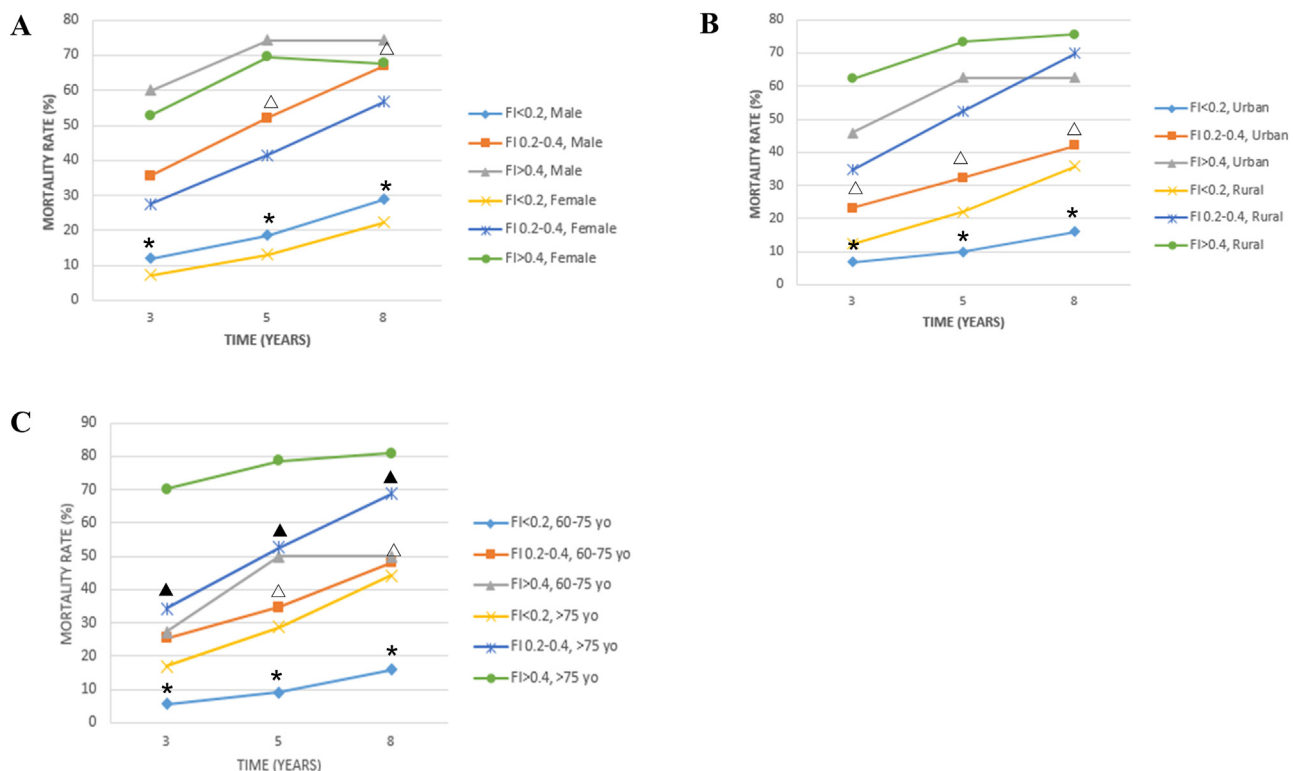 A
MORTALITY RATE (%)
80
70
60
50
40
30
20
10
0
3 5 8
TIME (YEARS)
*
*
*
△
△
FI<0.2, Male
FI 0.2-0.4, Male
FI>0.4, Male
FI<0.2, Female
FI 0.2-0.4, Female
FI>0.4, Female
B
MORTALITY RATE (%)
80
70
60
50
40
30
20
10
0
3 5 8
TIME (YEARS)
△
△
△
*
*
*
FI<0.2, Urban
FI 0.2-0.4, Urban
FI>0.4, Urban
FI<0.2, Rural
FI 0.2-0.4, Rural
FI>0.4, Rural
C
MORTALITY RATE (%)
90
80
70
60
50
40
30
20
10
0
3 5 8
TIME (YEARS)
▲
▲
▲
△
△
*
*
*
FI<0.2, 60-75 yo
FI 0.2-0.4, 60-75 yo
FI>0.4, 60-75 yo
FI<0.2, >75 yo
FI 0.2-0.4, >75 yo
FI>0.4, >75 yo